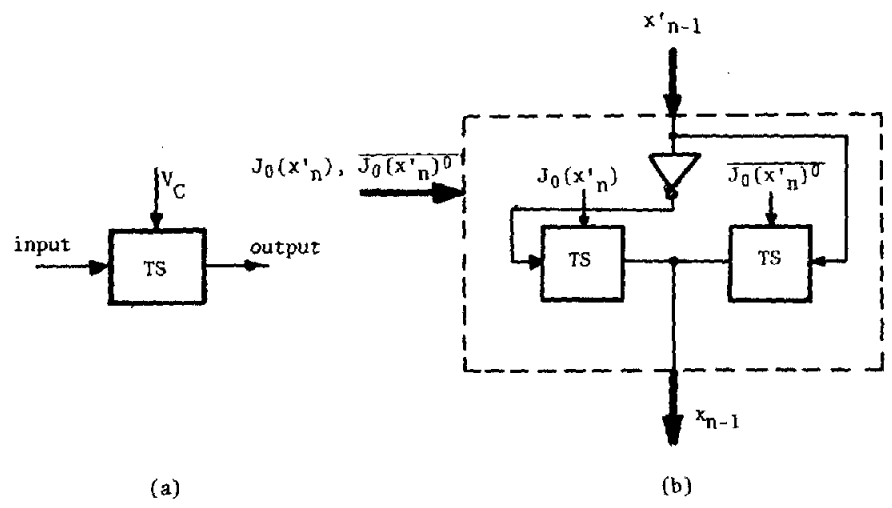 x'n-1
J0(x'n), J0(x'n)^0
J0(x'n)
J0(x'n)^0
VC
input
output
TS
TS
TS
xn-1
(a)
(b)